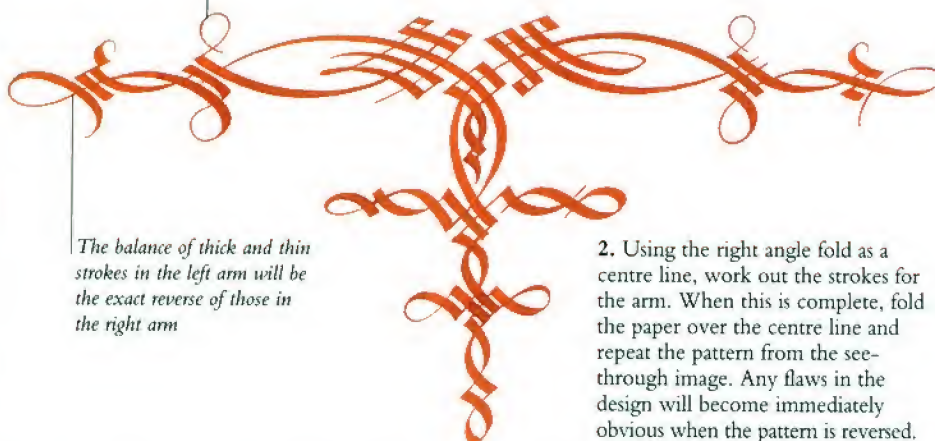 The balance of thick and thin
strokes in the left arm will be
the exact reverse of those in
the right arm
2. Using the right angle fold as a
centre line, work out the strokes for
the arm. When this is complete, fold
the paper over the centre line and
repeat the pattern from the see-
through image. Any flaws in the
design will become immediately
obvious when the pattern is reversed.